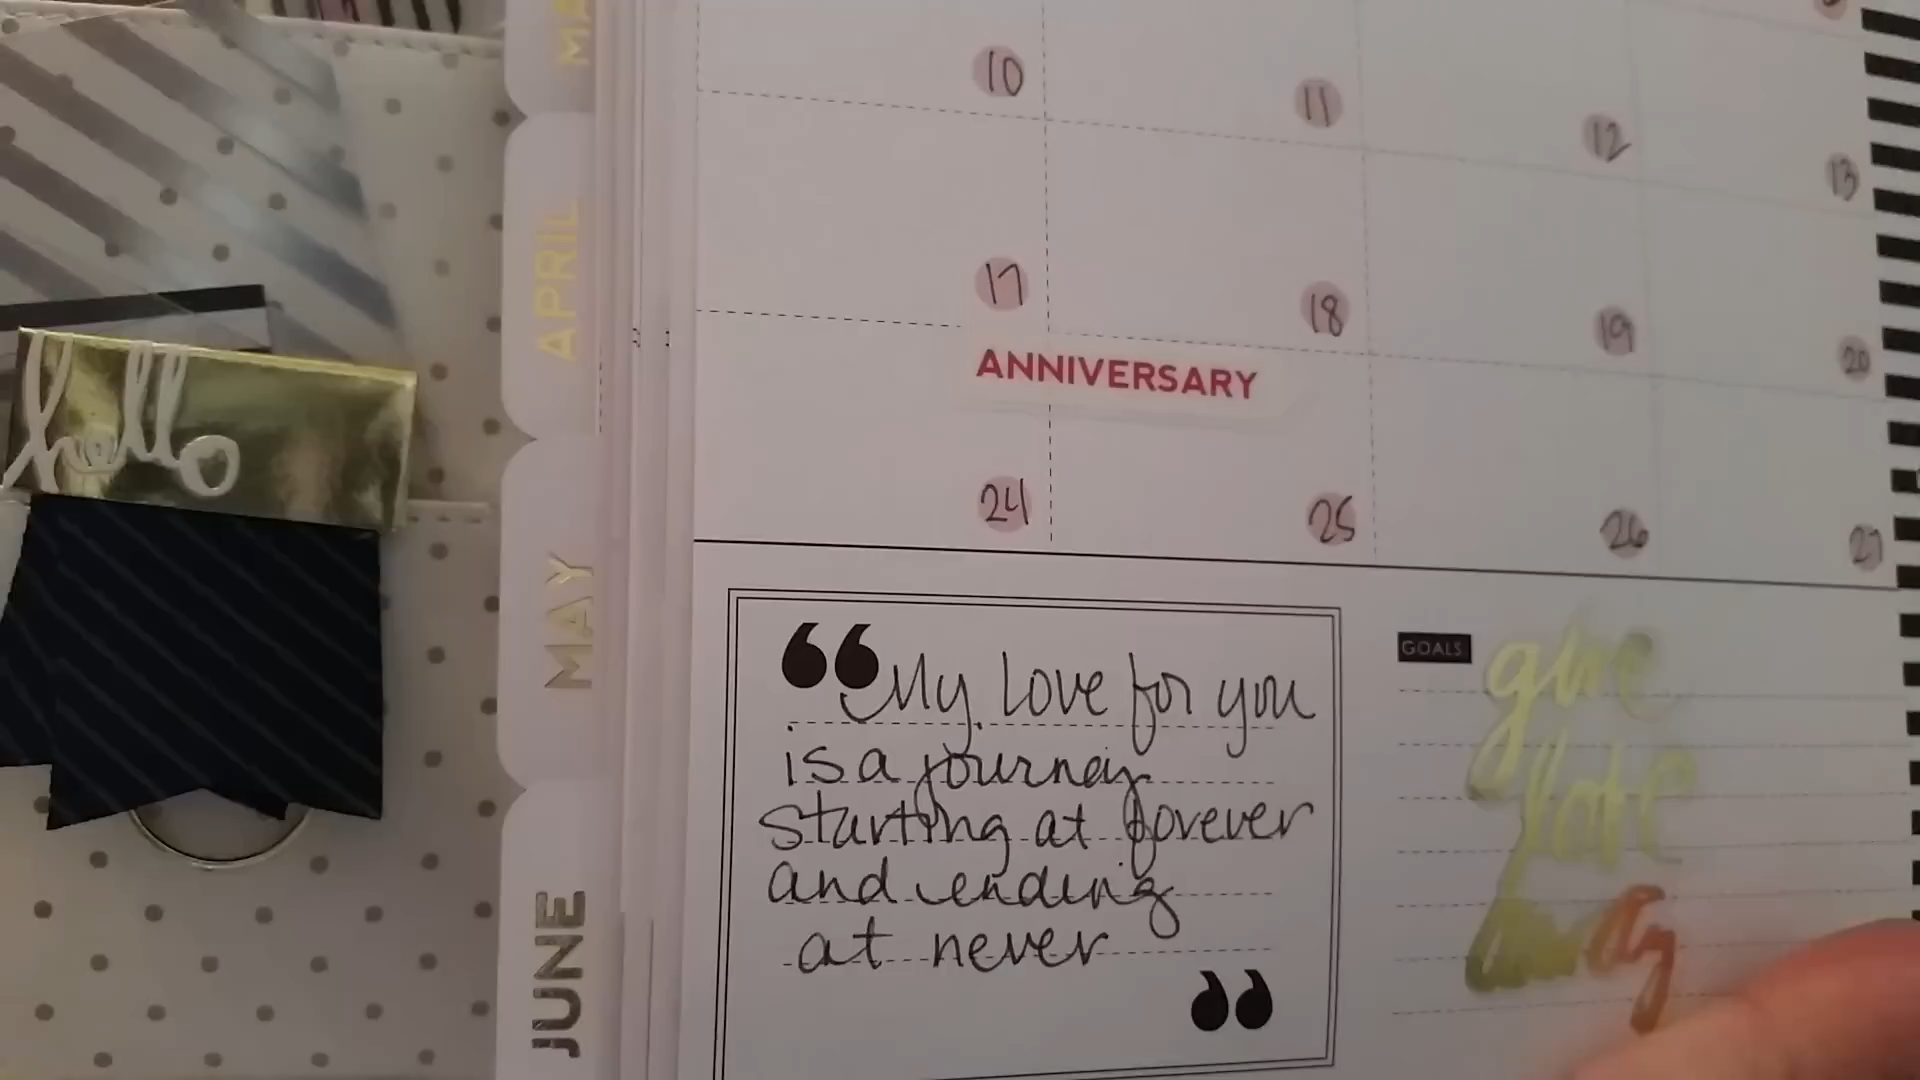 MA
10
11
12
13
APRIL
17
18
19
20
hello
ANNIVERSARY
24
25
26
27
MAY
GOALS
give
love
“My love for you
is a journey
starting at forever
and ending
at never
”
JUNE